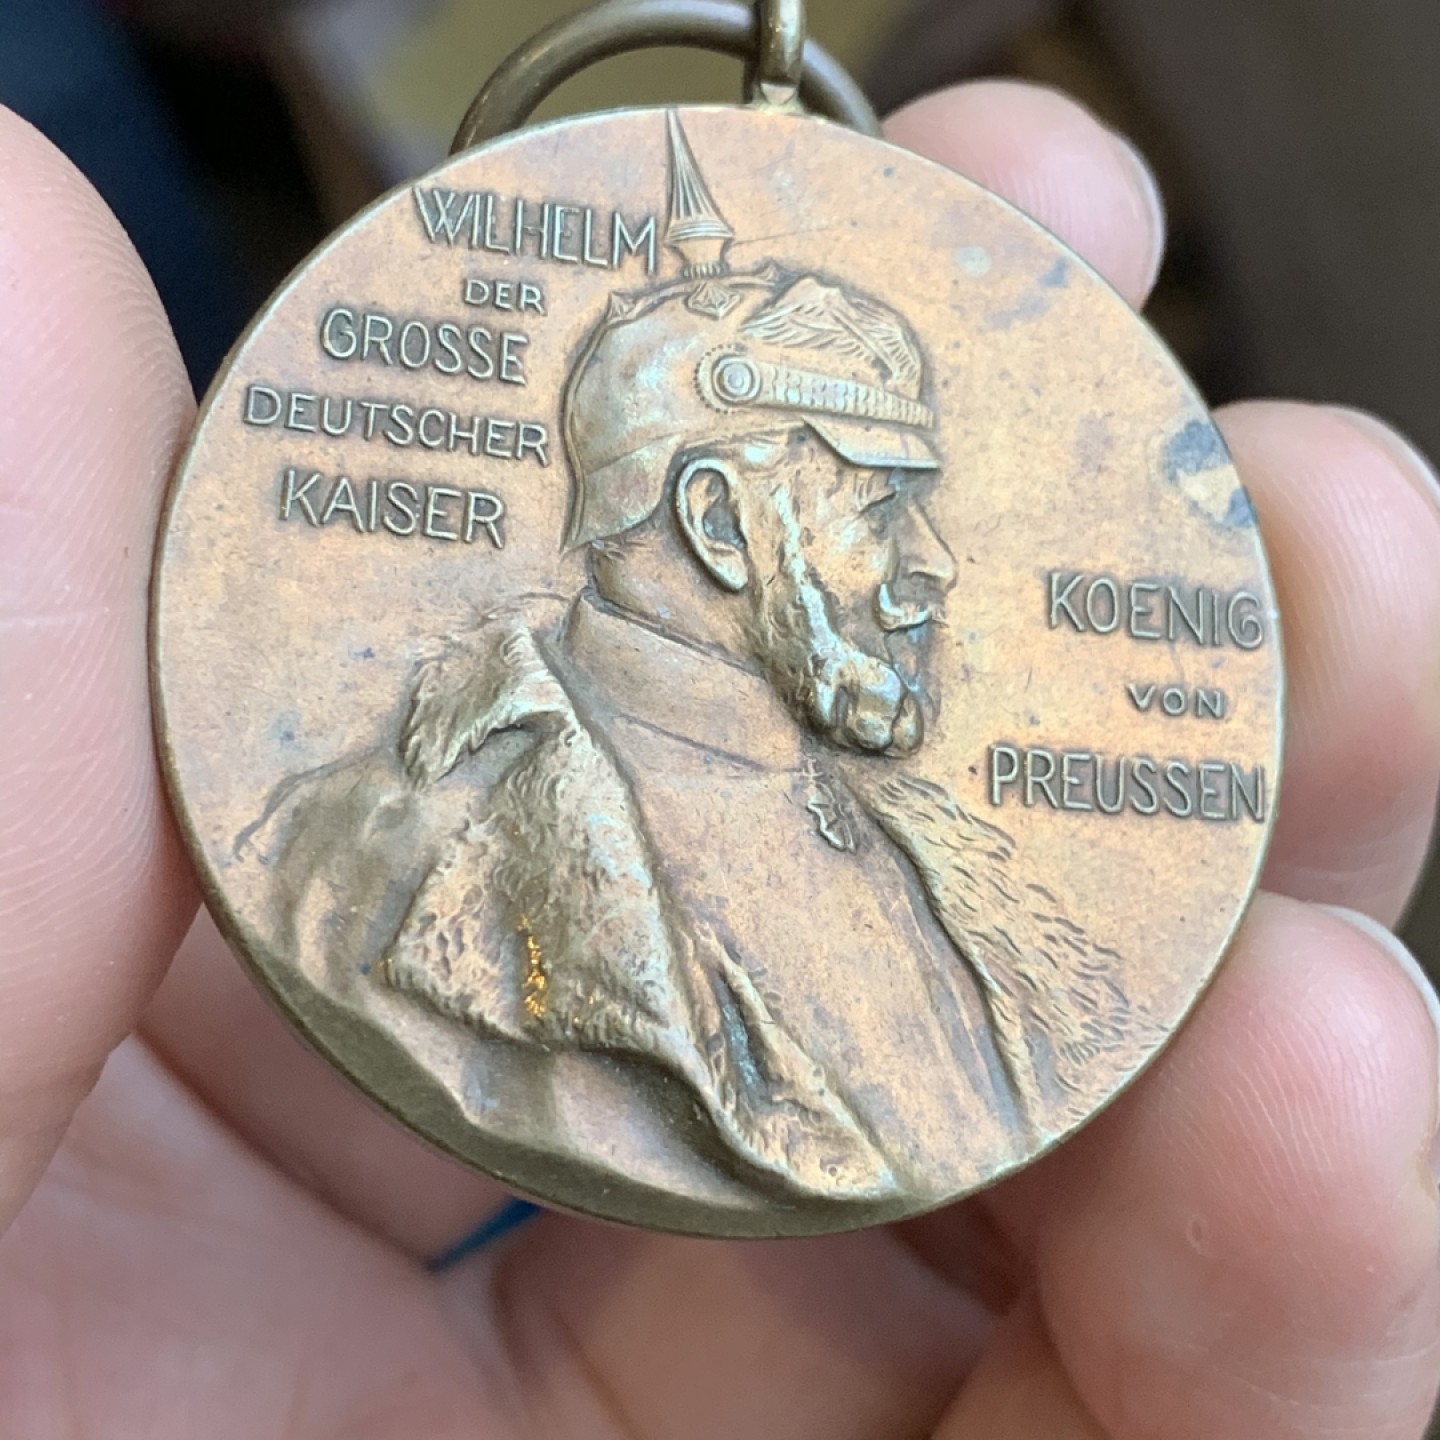 WILHELM
DER
GROSSE
DEUTSCHER
KAISER
KOENIG
VON
PREUSSEN